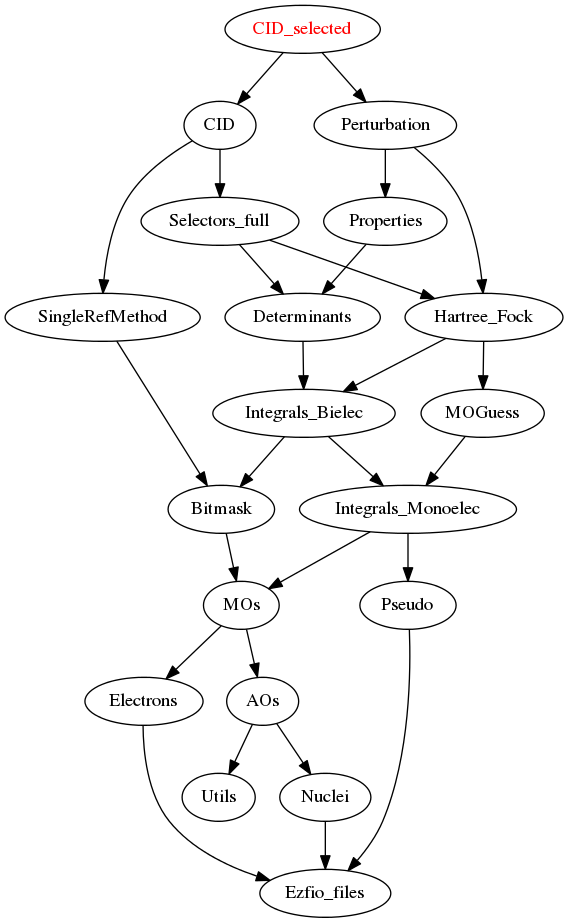 CID_selected
CID
Perturbation
Selectors_full
Properties
SingleRefMethod
Determinants
Hartree_Fock
Integrals_Bielec
MOGuess
Bitmask
Integrals_Monoelec
MOs
Pseudo
Electrons
AOs
Utils
Nuclei
Ezfio_files